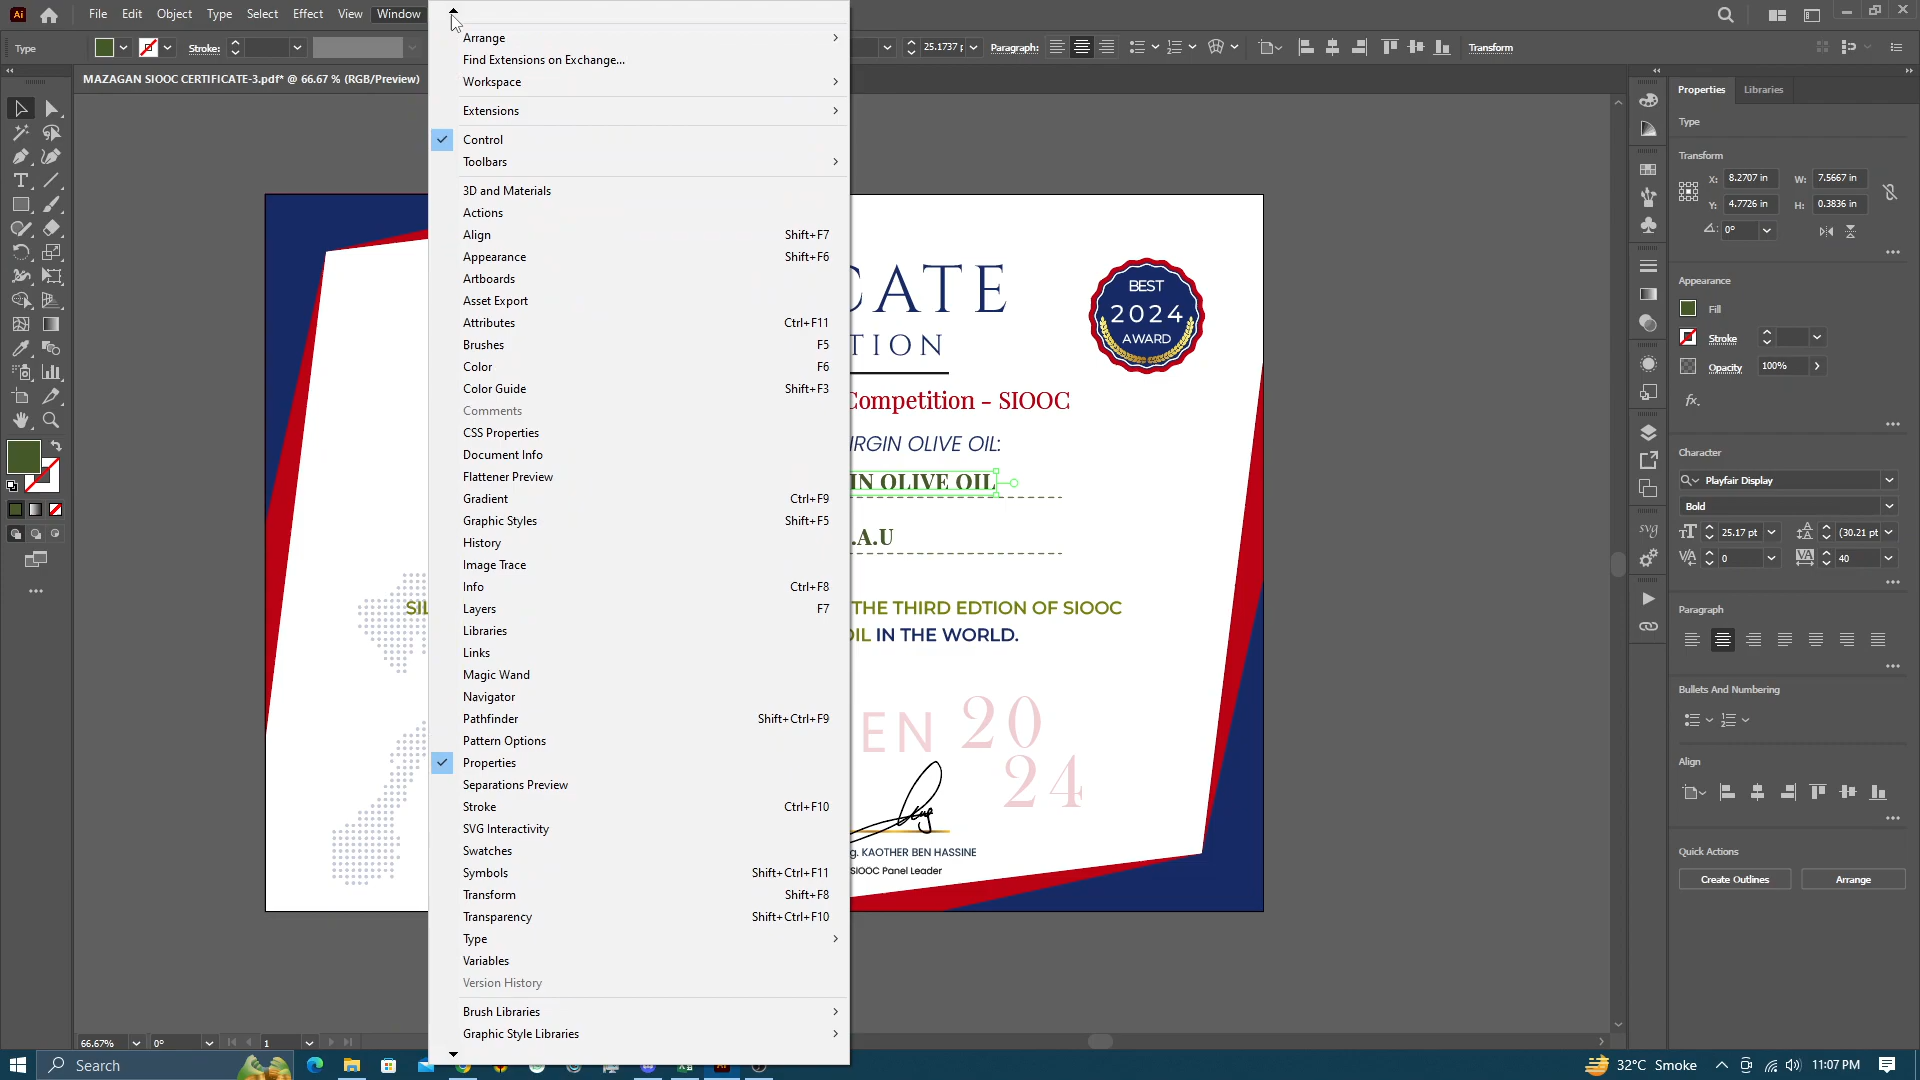 File Edit Object Type Select Effect View Window
Type Stroke: 25.1737 p Paragraph: Transform
MAZAGAN SIOOC CERTIFICATE-3.pdf* @ 66.67 % (RGB/Preview)
Arrange
Find Extensions on Exchange...
Workspace
Extensions
Control
Toolbars
3D and Materials
Actions
Align Shift+F7
Appearance Shift+F6
Artboards
Asset Export
Attributes Ctrl+F11
Brushes F5
Color F6
Color Guide Shift+F3
Comments
CSS Properties
Document Info
Flattener Preview
Gradient Ctrl+F9
Graphic Styles Shift+F5
History
Image Trace
Info Ctrl+F8
Layers F7
Libraries
Links
Magic Wand
Navigator
Pathfinder Shift+Ctrl+F9
Pattern Options
Properties
Separations Preview
Stroke Ctrl+F10
SVG Interactivity
Swatches
Symbols Shift+Ctrl+F11
Transform Shift+F8
Transparency Shift+Ctrl+F10
Type
Variables
Version History
Brush Libraries
Graphic Style Libraries
CATE
TION
BEST
2024
AWARD
Competition - SIOOC
IRGIN OLIVE OIL:
IN OLIVE OIL
.A.U
SIL THE THIRD EDTION OF SIOOC
OIL IN THE WORLD.
EN 20
24
g. KAOTHER BEN HASSINE
SIOOC Panel Leader
Properties Libraries
Type
Transform
X: 8.2707 in W: 7.5667 in
Y: 4.7726 in H: 0.3836 in
0°
Appearance
Fill
Stroke
Opacity 100%
fx.
Character
Playfair Display
Bold
25.17 pt (30.21 pt
0 40
Paragraph
Bullets And Numbering
Align
Quick Actions
Create Outlines Arrange
svg
66.67% 0° 1
Search
32°C Smoke 11:07 PM